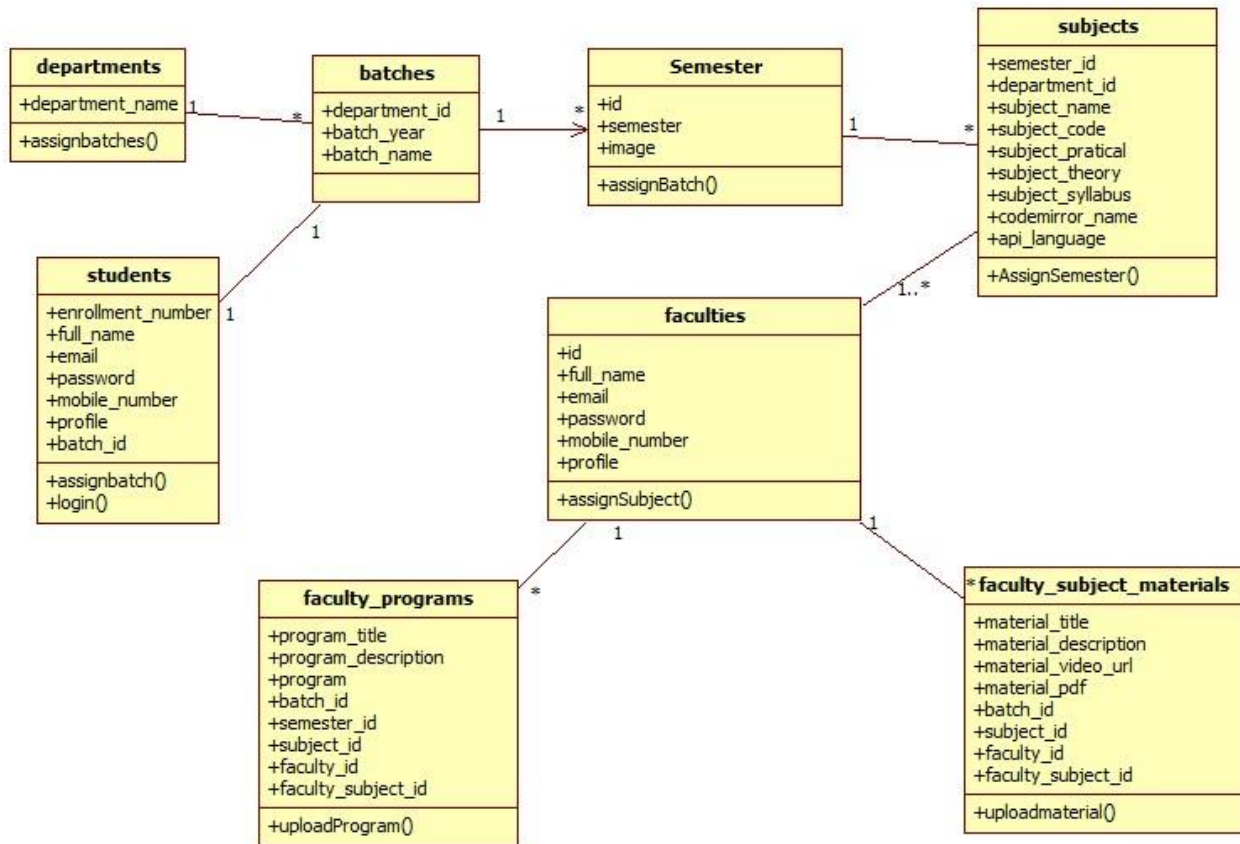 departments
+department_name
+assignbatches()
1
*
batches
+department_id
+batch_year
+batch_name
1
*
Semester
+id
+semester
+image
+assignBatch()
1
*
subjects
+semester_id
+department_id
+subject_name
+subject_code
+subject_pratical
+subject_theory
+subject_syllabus
+codemirror_name
+api_language
+AssignSemester()
1
1
students
+enrollment_number
+full_name
+email
+password
+mobile_number
+profile
+batch_id
+assignbatch()
+login()
1..*
faculties
+id
+full_name
+email
+password
+mobile_number
+profile
+assignSubject()
1
*
1
*
faculty_programs
+program_title
+program_description
+program
+batch_id
+semester_id
+subject_id
+faculty_id
+faculty_subject_id
+uploadProgram()
faculty_subject_materials
+material_title
+material_description
+material_video_url
+material_pdf
+batch_id
+subject_id
+faculty_id
+faculty_subject_id
+uploadmaterial()